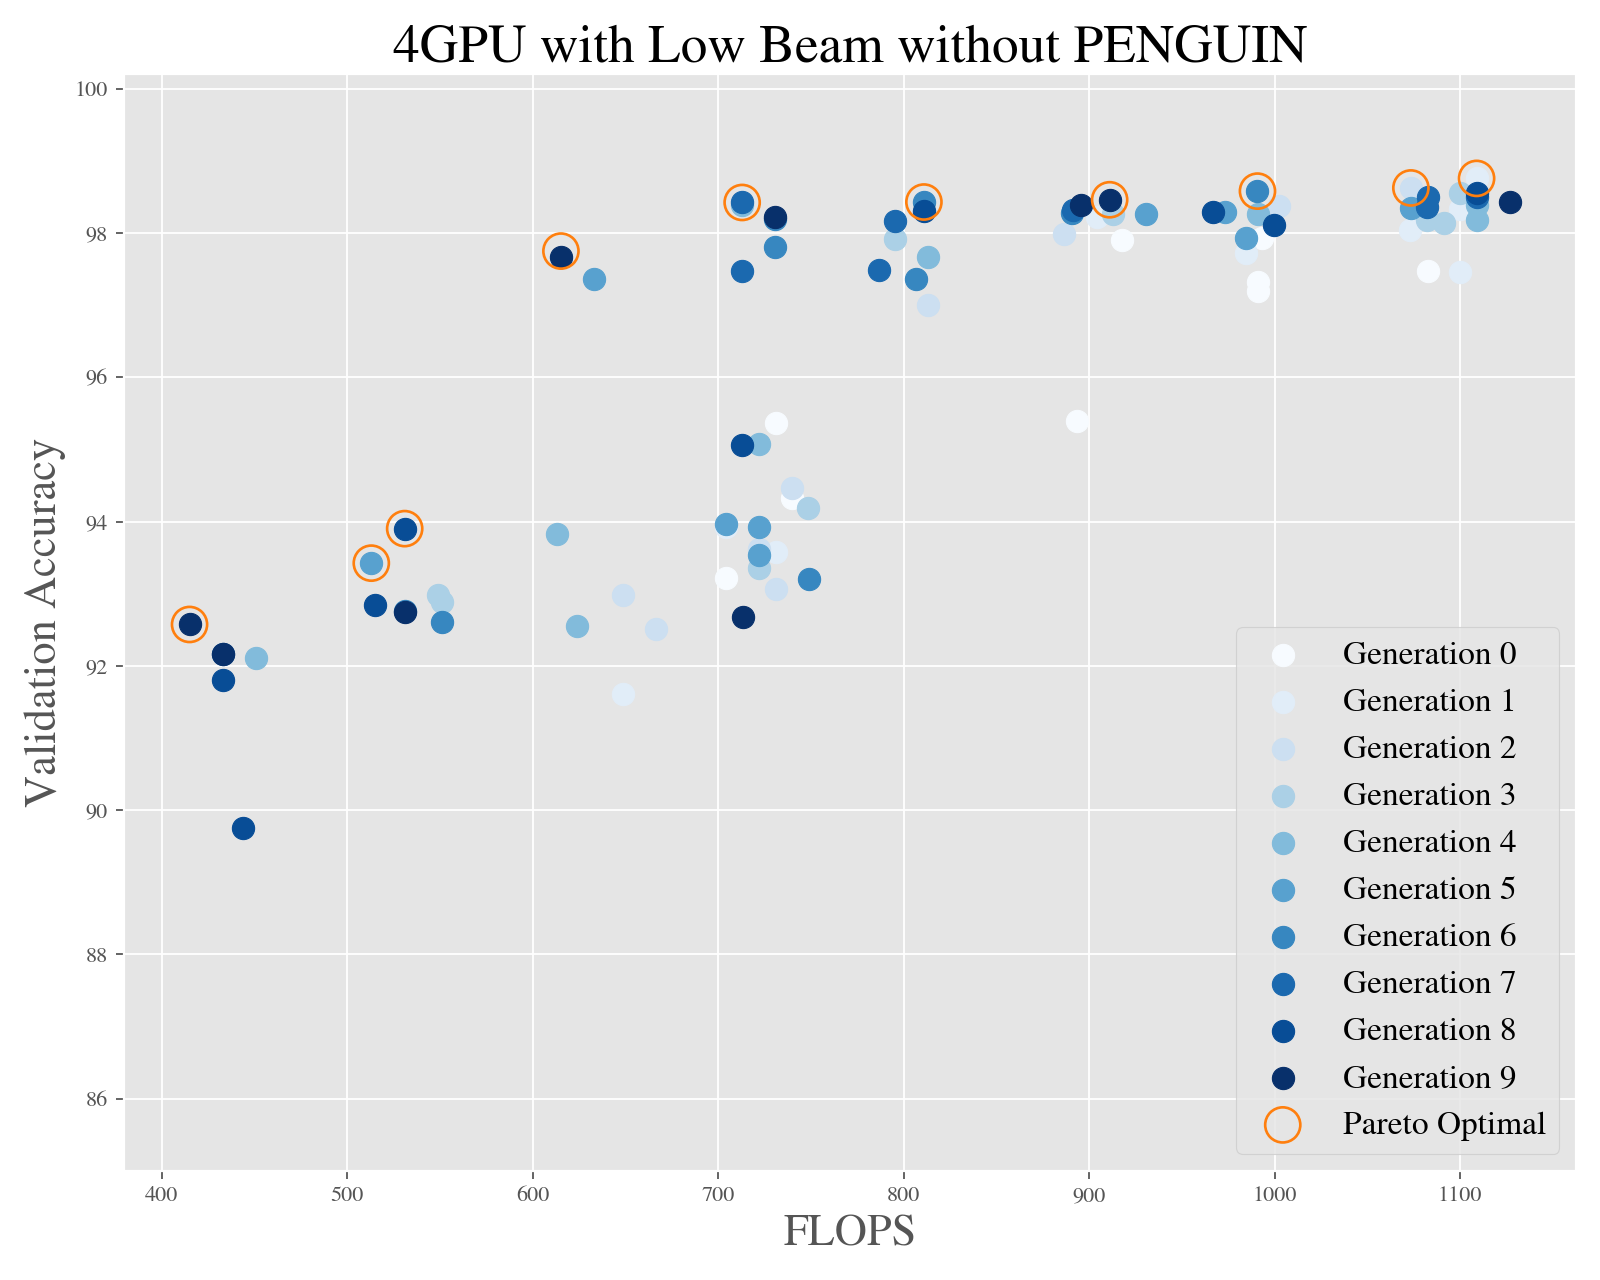 4GPU with Low Beam without PENGUIN
100
98
96
94
92
90
88
86
Validation Accuracy
400 500 600 700 800 900 1000 1100
FLOPS
Generation 0
Generation 1
Generation 2
Generation 3
Generation 4
Generation 5
Generation 6
Generation 7
Generation 8
Generation 9
Pareto Optimal